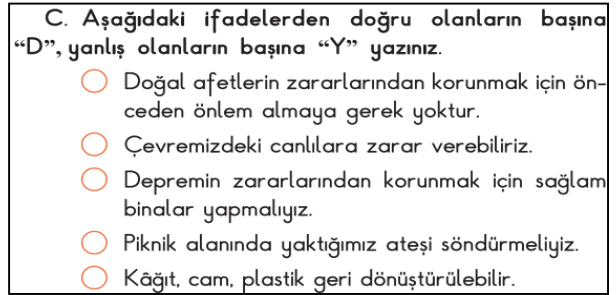 C. Aşağıdaki ifadelerden doğru olanların başına
“D”, yanlış olanların başına “Y” yazınız.
Doğal afetlerin zararlarından korunmak için ön-
ceden önlem almaya gerek yoktur.
Çevremizdeki canlılara zarar verebiliriz.
Depremin zararlarından korunmak için sağlam
binalar yapmalıyız.
Piknik alanında yaktığımız ateşi söndürmeliyiz.
Kâğıt, cam, plastik geri dönüştürülebilir.